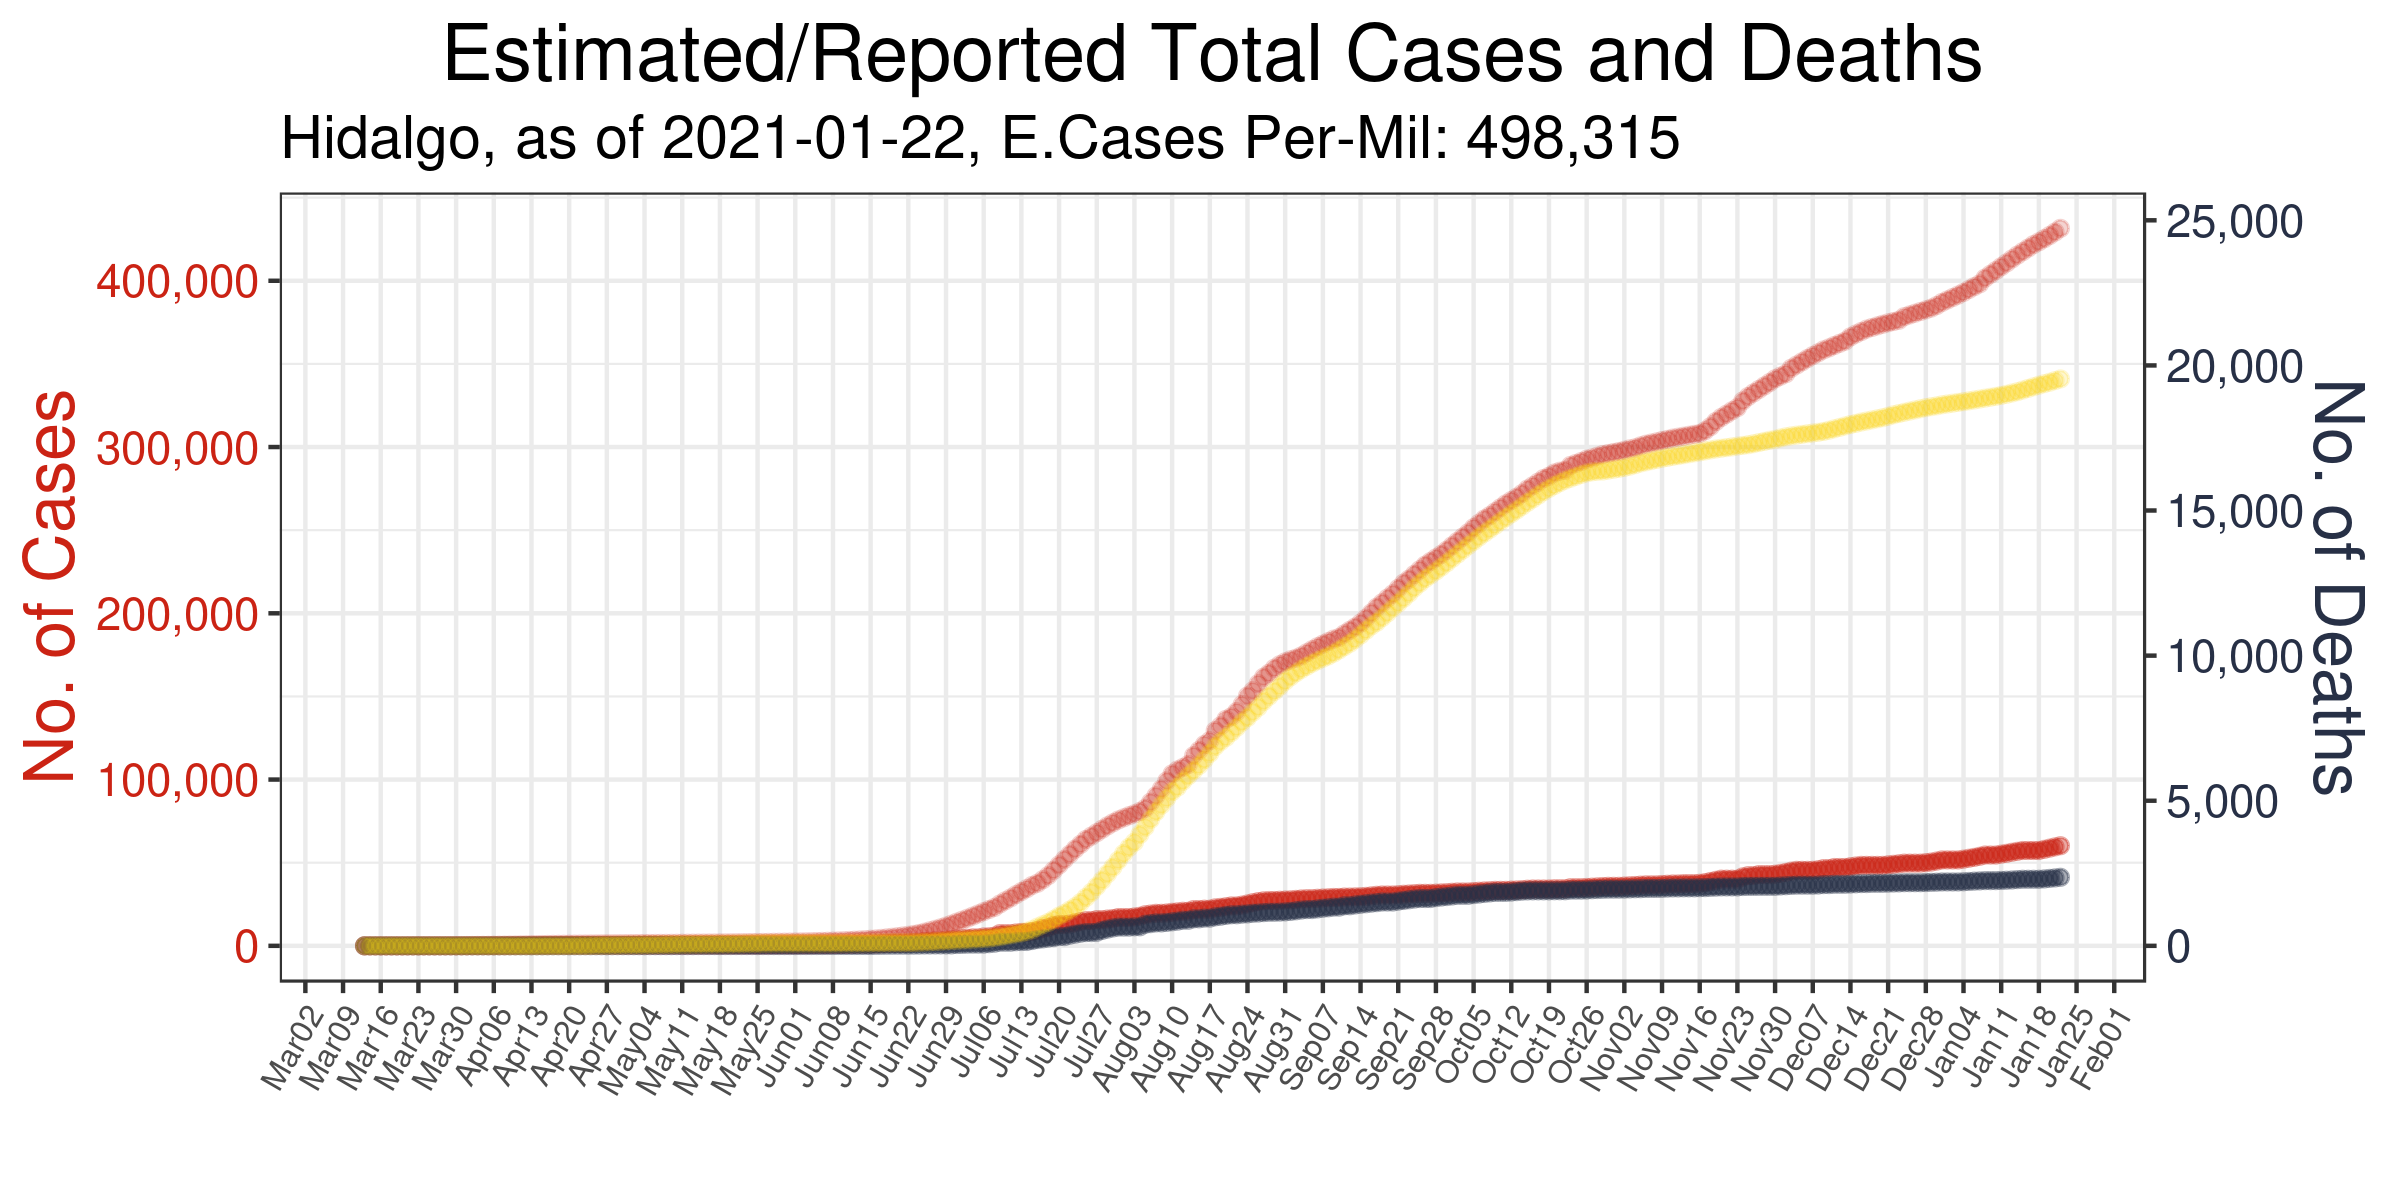 Estimated/Reported Total Cases and Deaths
Hidalgo, as of 2021-01-22, E.Cases Per-Mil: 498,315
No. of Cases
400,000
300,000
200,000
100,000
0
25,000
20,000
15,000
10,000
5,000
0
No. of Deaths
Mar02
Mar09
Mar16
Mar23
Mar30
Apr06
Apr13
Apr20
Apr27
May04
May11
May18
May25
Jun01
Jun08
Jun15
Jun22
Jun29
Jul06
Jul13
Jul20
Jul27
Aug03
Aug10
Aug17
Aug24
Aug31
Sep07
Sep14
Sep21
Sep28
Oct05
Oct12
Oct19
Oct26
Nov02
Nov09
Nov16
Nov23
Nov30
Dec07
Dec14
Dec21
Dec28
Jan04
Jan11
Jan18
Jan25
Feb01